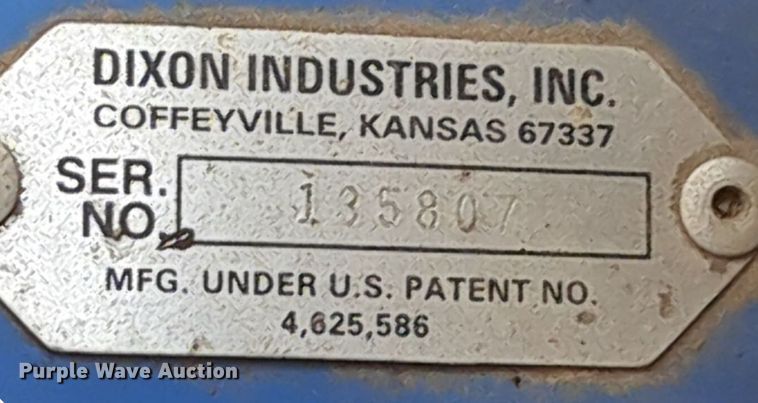 DIXON INDUSTRIES, INC.
COFFEYVILLE, KANSAS 67337
SER. NO. 135807
MFG. UNDER U.S. PATENT NO.
4,625,586
Purple Wave Auction